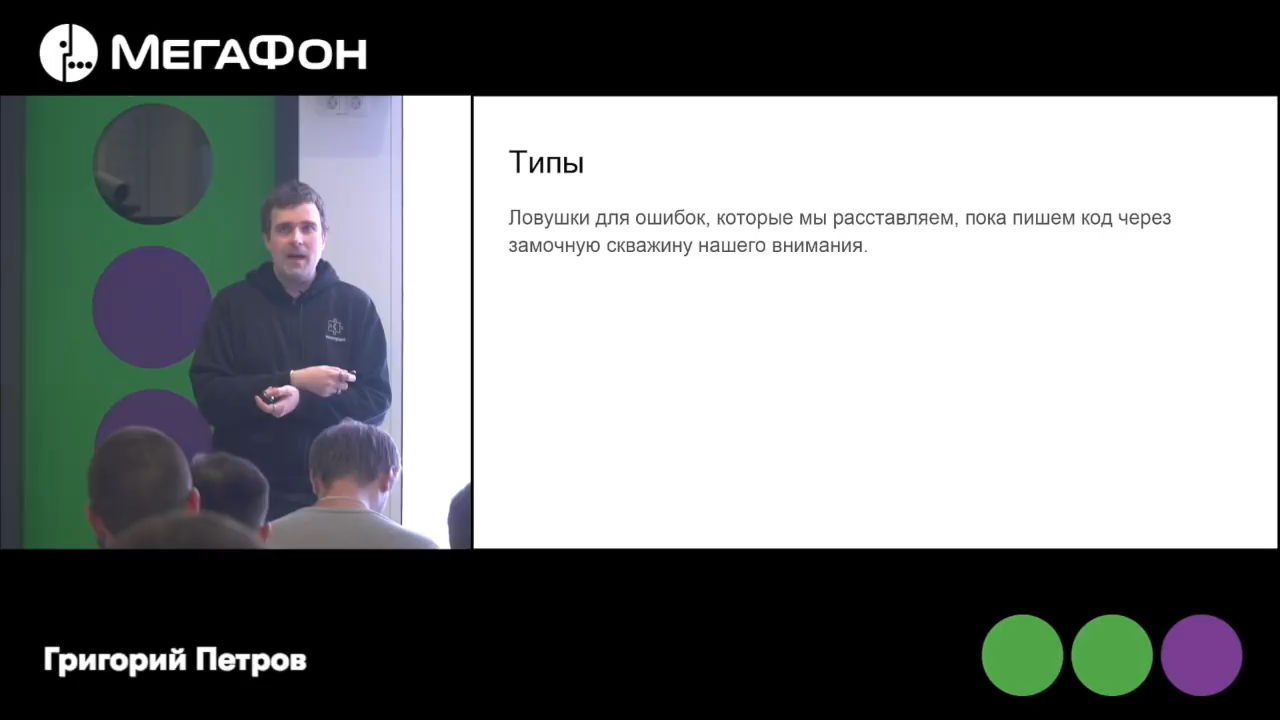 МЕГАФОН
Типы
Ловушки для ошибок, которые мы расставляем, пока пишем код через
замочную скважину нашего внимания.
Григорий Петров